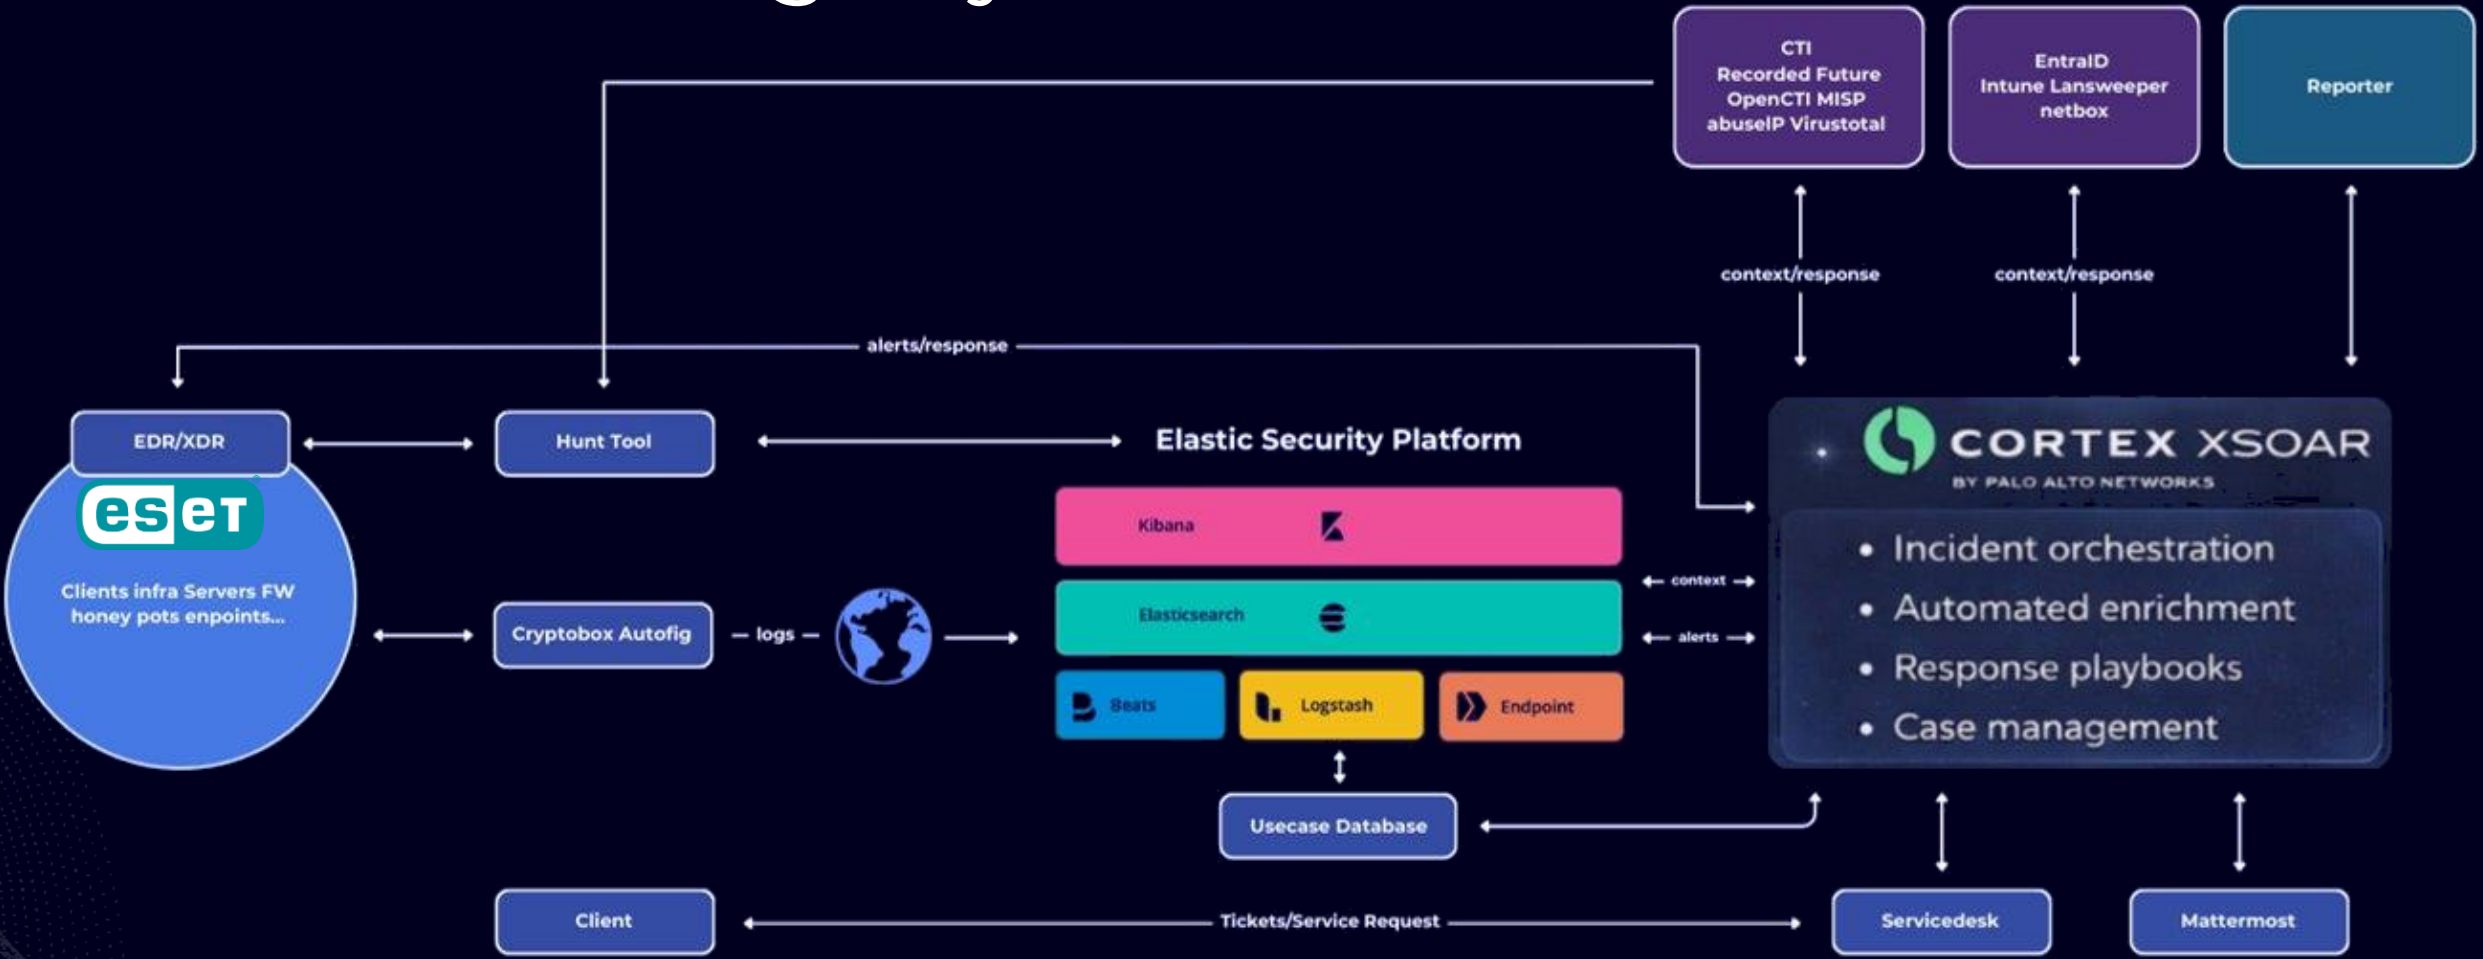 CTI
Recorded Future
OpenCTI MISP
abuseIP Virustotal
EntraID
Intune Lansweeper
netbox
Reporter
context/response
context/response
alerts/response
EDR/XDR
Hunt Tool
Elastic Security Platform
CORTEX XSOAR
BY PALO ALTO NETWORKS
eset
Clients infra Servers FW
honey pots enpoints...
Kibana
Elasticsearch
Beats
Logstash
Endpoint
context
alerts
• Incident orchestration
• Automated enrichment
• Response playbooks
• Case management
Cryptobox Autofig
logs
Usecase Database
Client
Tickets/Service Request
Servicedesk
Mattermost